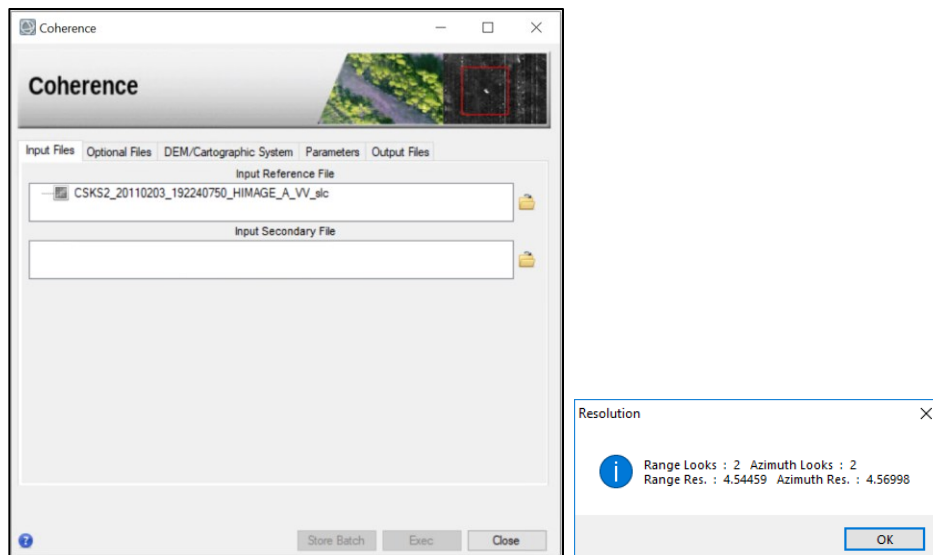 Coherence
Coherence
Input Files Optional Files DEM/Cartographic System Parameters Output Files
Input Reference File
CSKS2_20110203_192240750_HIMAGE_A_VV_slc
Input Secondary File
Store Batch Exec Close
Resolution
Range Looks : 2 Azimuth Looks : 2
Range Res. : 4.54459 Azimuth Res. : 4.56998
OK